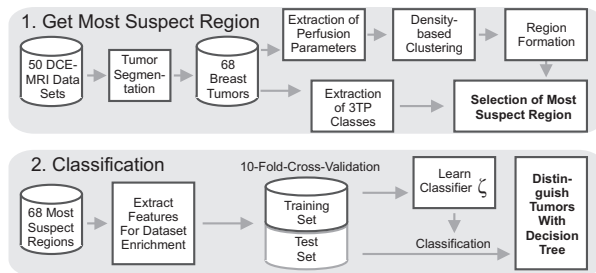 1. Get Most Suspect Region
50 DCE-
MRI Data
Sets
Tumor
Segmen-
tation
68
Breast
Tumors
Extraction of
Perfusion
Parameters
Density-
based
Clustering
Region
Formation
Extraction
of 3TP
Classes
Selection of Most
Suspect Region
2. Classification
68 Most
Suspect
Regions
Extract
Features
For Dataset
Enrichment
10-Fold-Cross-Validation
Training
Set
Test
Set
Learn
Classifier ζ
Classification
Distin-
guish
Tumors
With
Decision
Tree